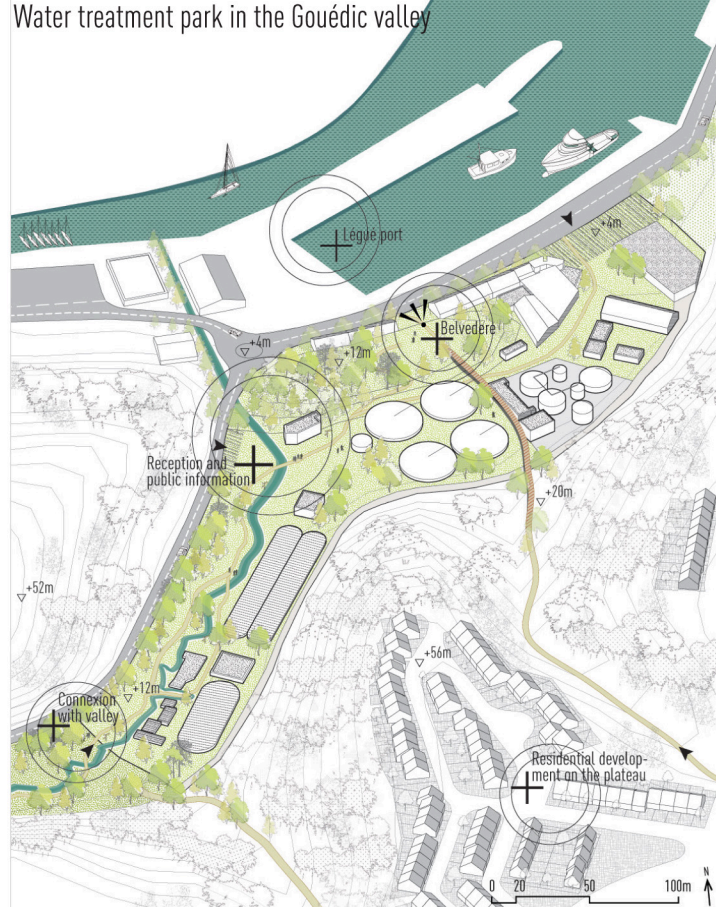 Water treatment park in the Gouédic valley
Légué port
+4m
Belvedere
+4m
+12m
Reception and
public information
+20m
+52m
+56m
+12m
Connexion
with valley
Residential develop-
ment on the plateau
N
0 20 50 100m